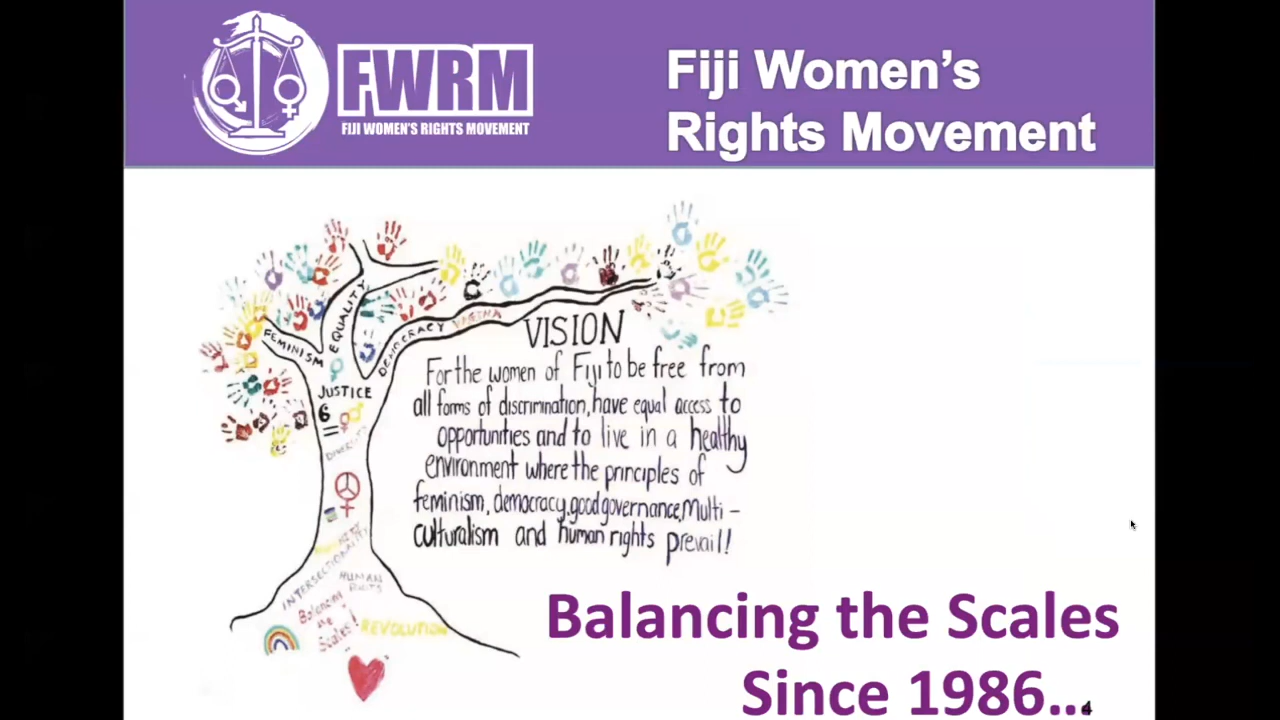 FWRM
FIJI WOMEN'S RIGHTS MOVEMENT
Fiji Women's
Rights Movement
FEMINISM
EQUALITY
DEMOCRACY
JUSTICE
DIVERSITY
INTERSECTIONALITY
HUMAN
RIGHTS
Balancing
the
Scales!
REVOLUTION
VISION
For the women of Fiji to be free from
all forms of discrimination, have equal access to
opportunities and to live in a healthy
environment where the principles of
feminism, democracy, good governance, Multi-
culturalism and human rights prevail!
Balancing the Scales
Since 1986...
4